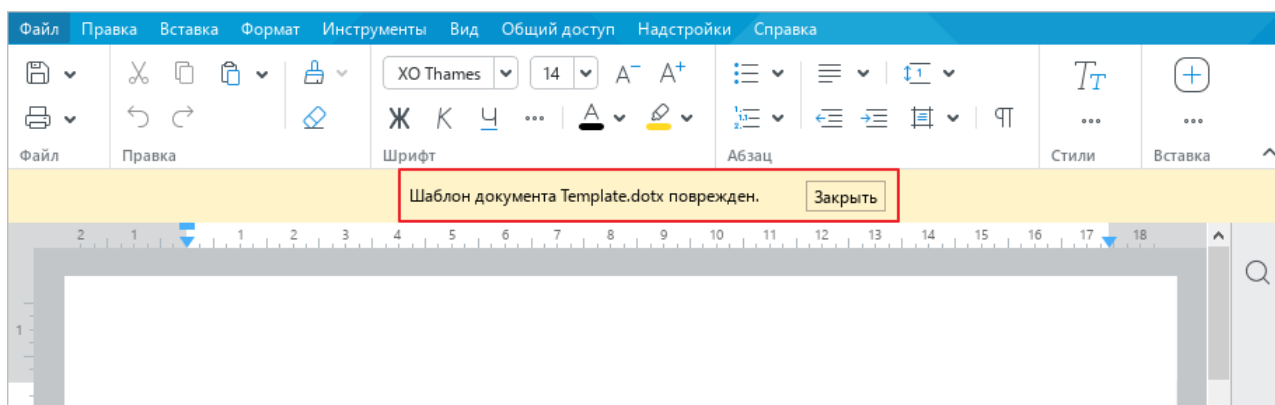 Файл Правка Вставка Формат Инструменты Вид Общий доступ Надстройки Справка
XO Thames 14 A⁻ A⁺
Ж К Ч A
Файл Правка Шрифт Абзац Стили Вставка
Шаблон документа Template.dotx поврежден. Закрыть
2 1 1 2 3 4 5 6 7 8 9 10 11 12 13 14 15 16 17 18
1